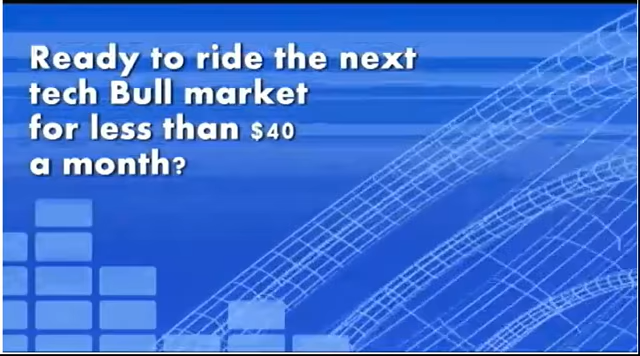 Ready to ride the next
tech Bull market
for less than $40
a month?